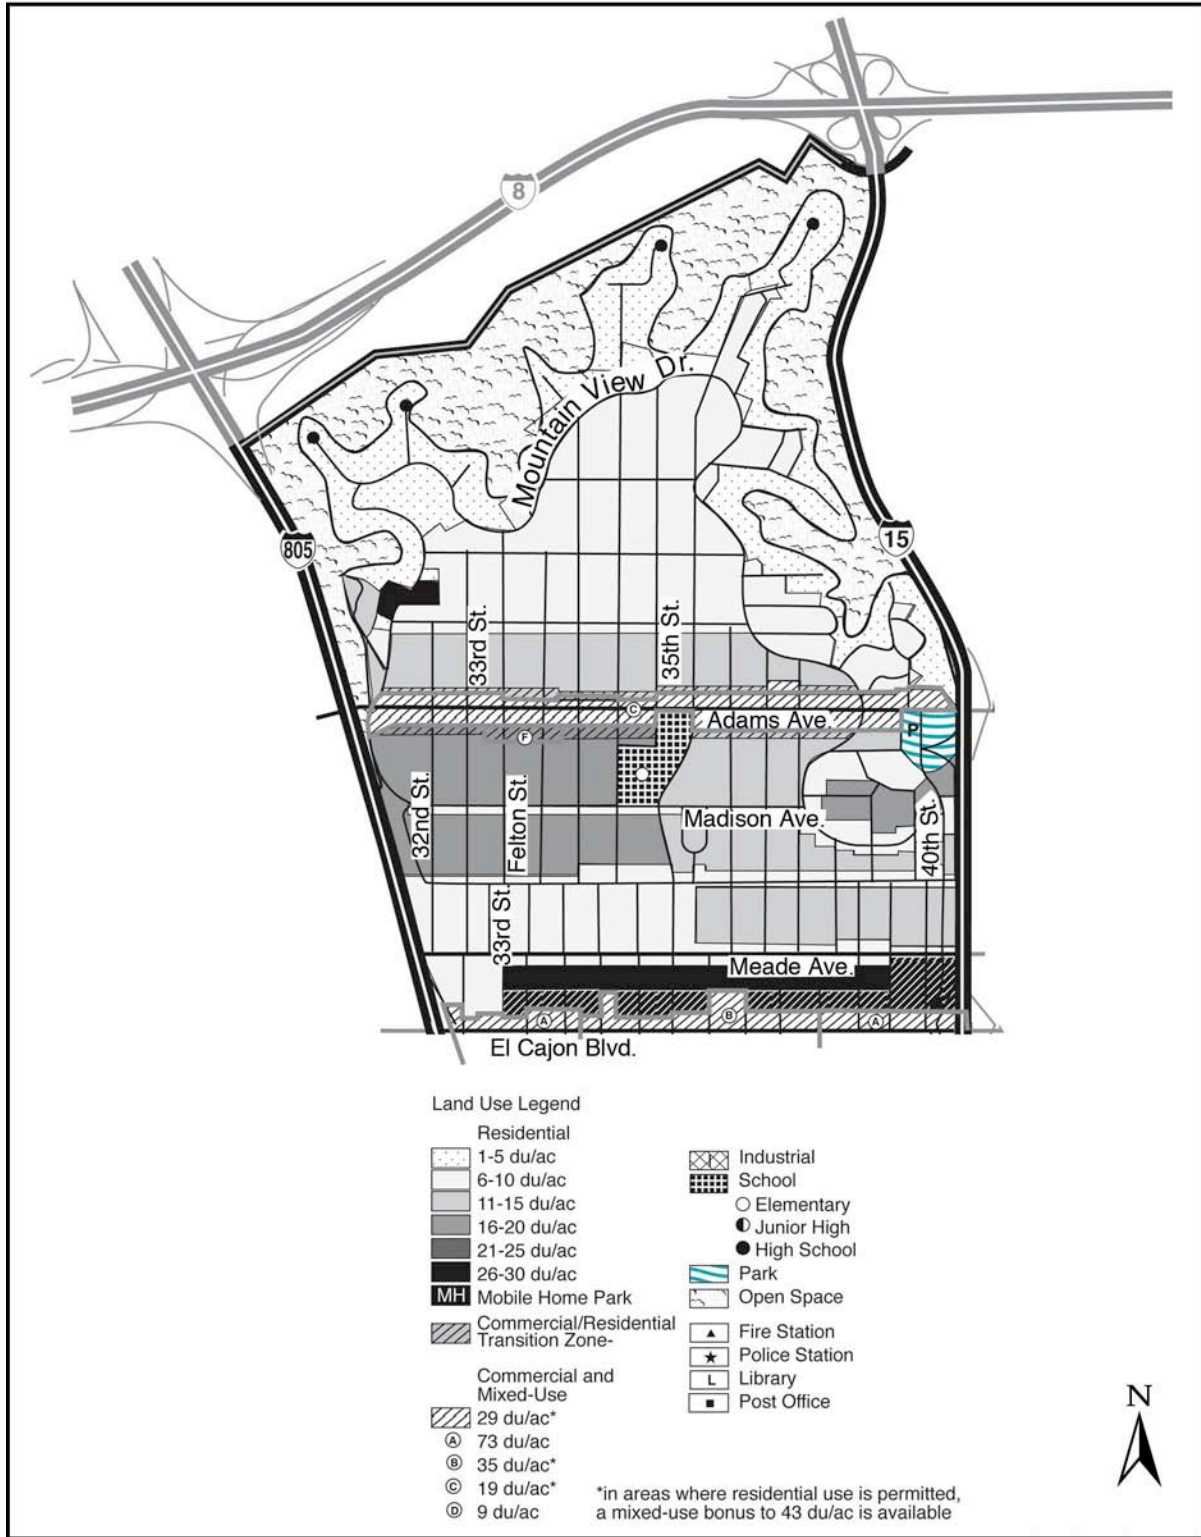 8
Mountain View Dr.
805
15
33rd St.
35th St.
C
Adams Ave.
P
F
32nd St.
Felton St.
Madison Ave.
40th St.
33rd St.
Meade Ave.
A
B
A
El Cajon Blvd.
Land Use Legend
Residential
1-5 du/ac
6-10 du/ac
11-15 du/ac
16-20 du/ac
21-25 du/ac
26-30 du/ac
MH Mobile Home Park
Commercial/Residential
Transition Zone-
Commercial and
Mixed-Use
29 du/ac*
A 73 du/ac
B 35 du/ac*
C 19 du/ac*
D 9 du/ac
Industrial
School
Elementary
Junior High
High School
Park
Open Space
Fire Station
Police Station
L Library
Post Office
*in areas where residential use is permitted,
a mixed-use bonus to 43 du/ac is available
N